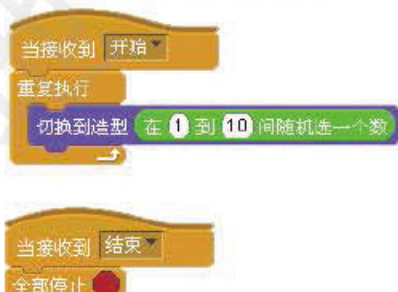 当接收到 开始
重复执行
切换到造型 在 1 到 10 间随机选一个数
当接收到 结束
全部停止